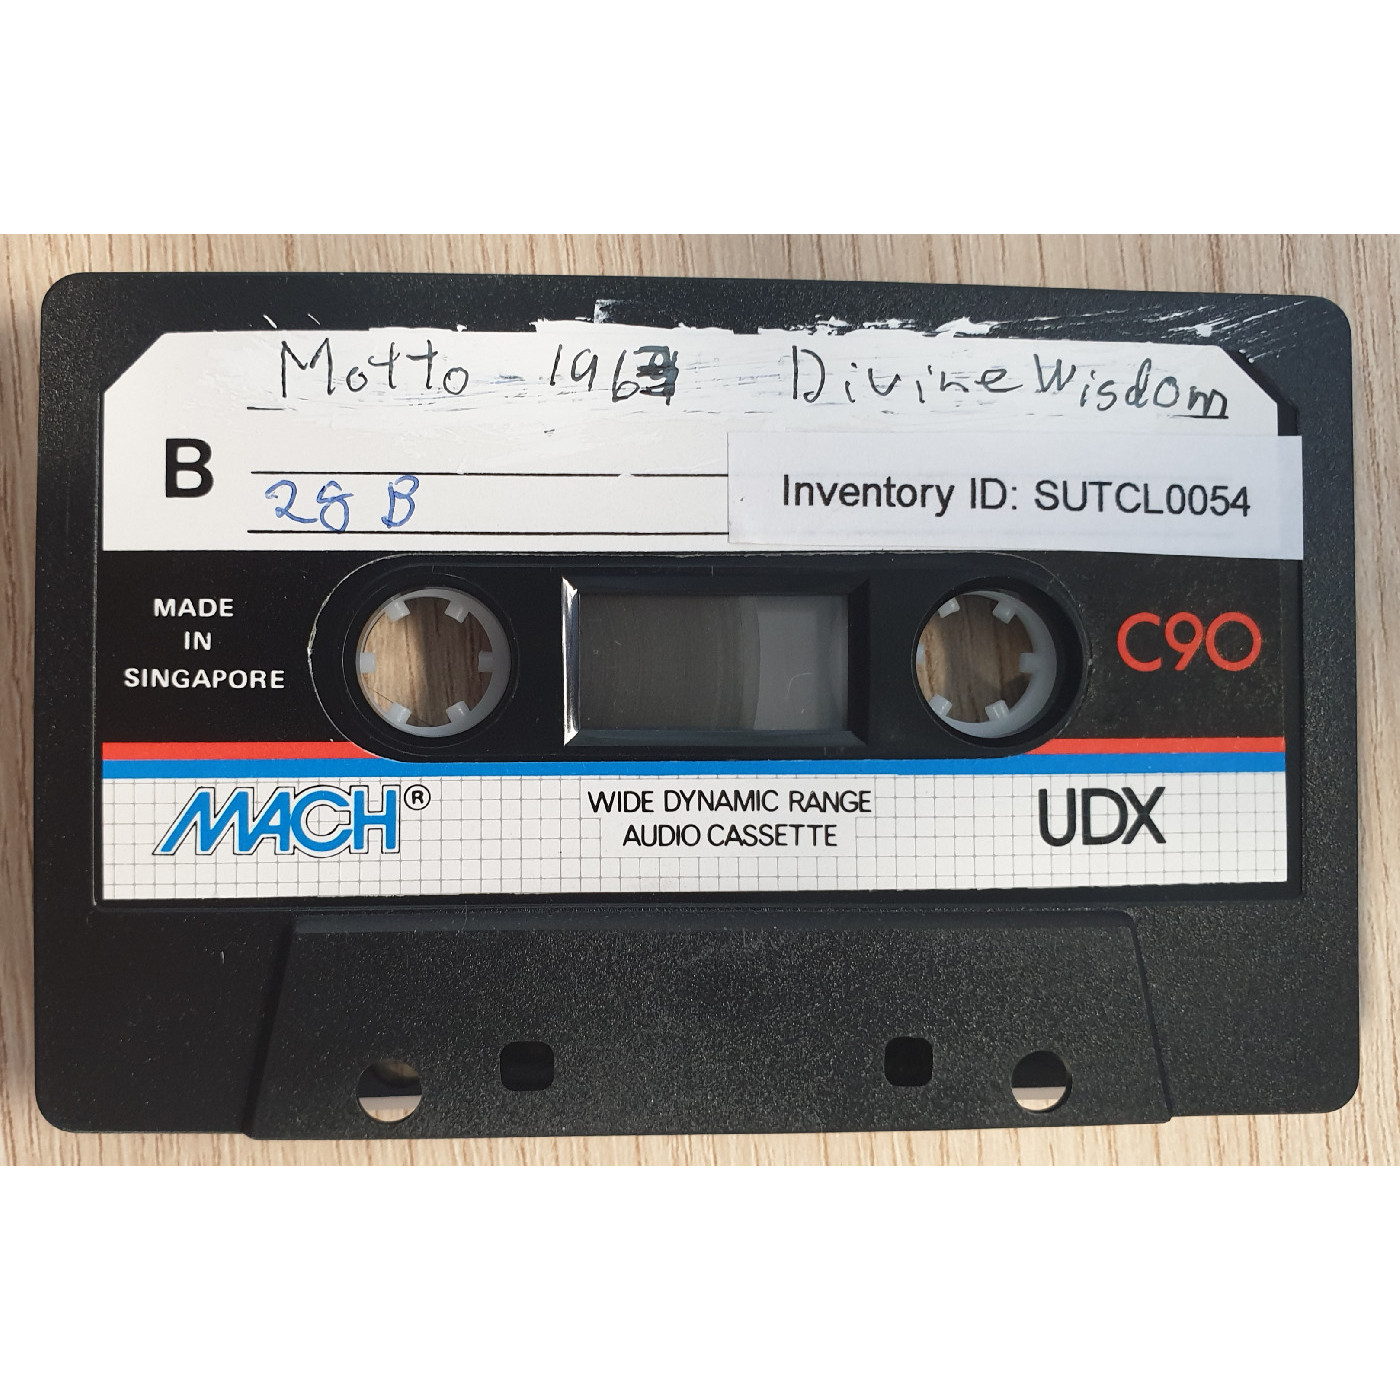 Motto - 196 Divine Wisdom
B
28 B
Inventory ID: SUTCL0054
MADE
IN
SINGAPORE
C90
MACH®
WIDE DYNAMIC RANGE
AUDIO CASSETTE
UDX